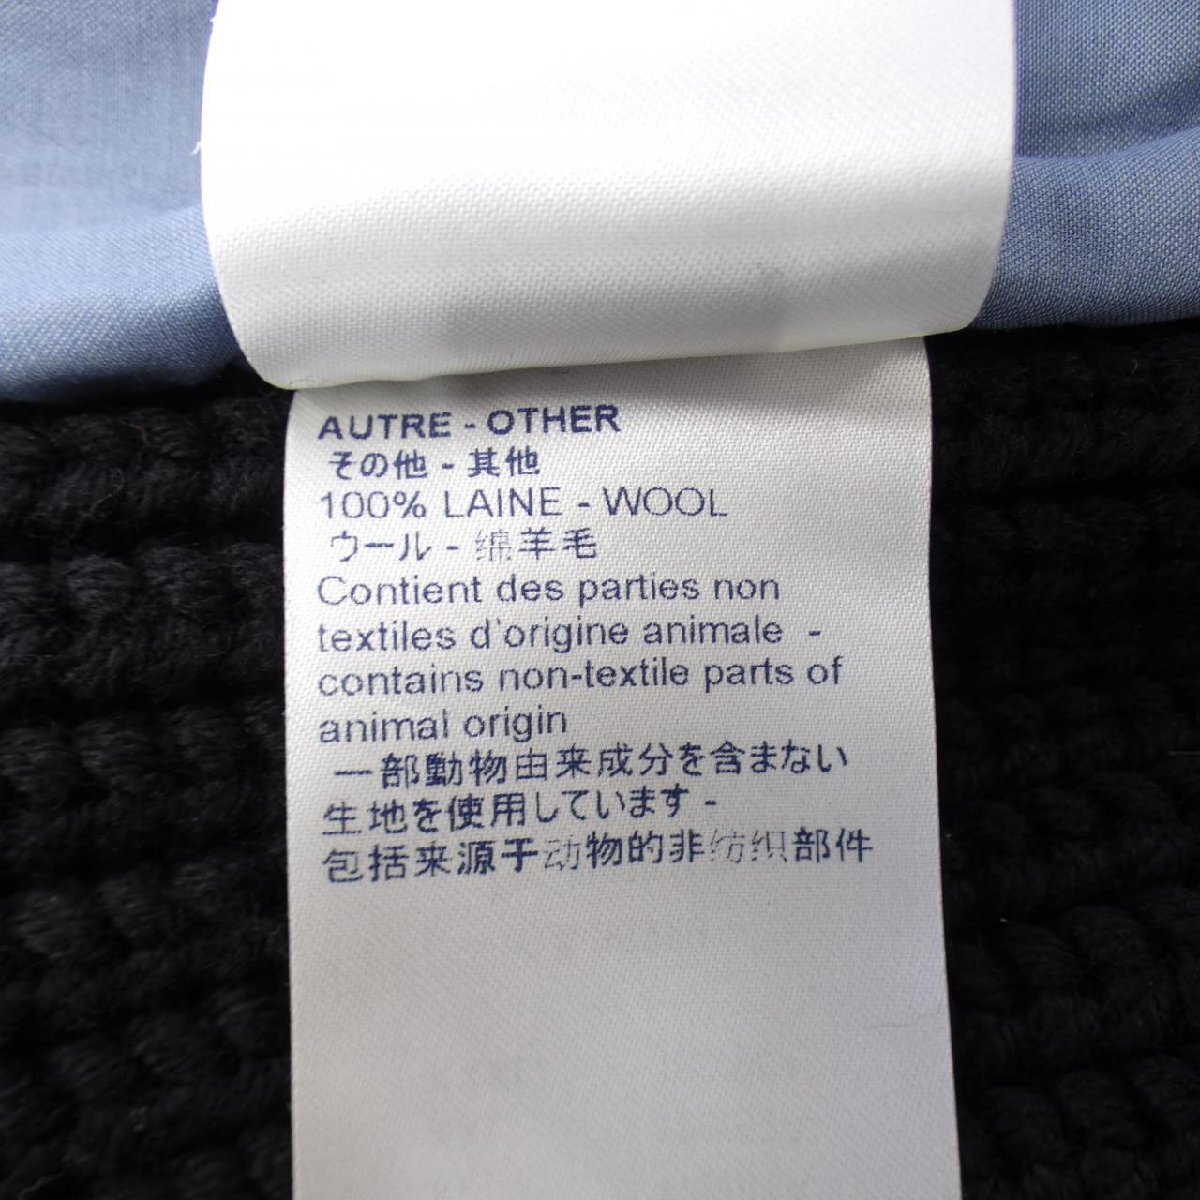 AUTRE - OTHER
その他 - 其他
100% LAINE - WOOL
ウール - 绵羊毛
Contient des parties non
textiles d'origine animale -
contains non-textile parts of
animal origin
一部動物由来成分を含まない
生地を使用しています -
包括来源于动物的非纺织部件